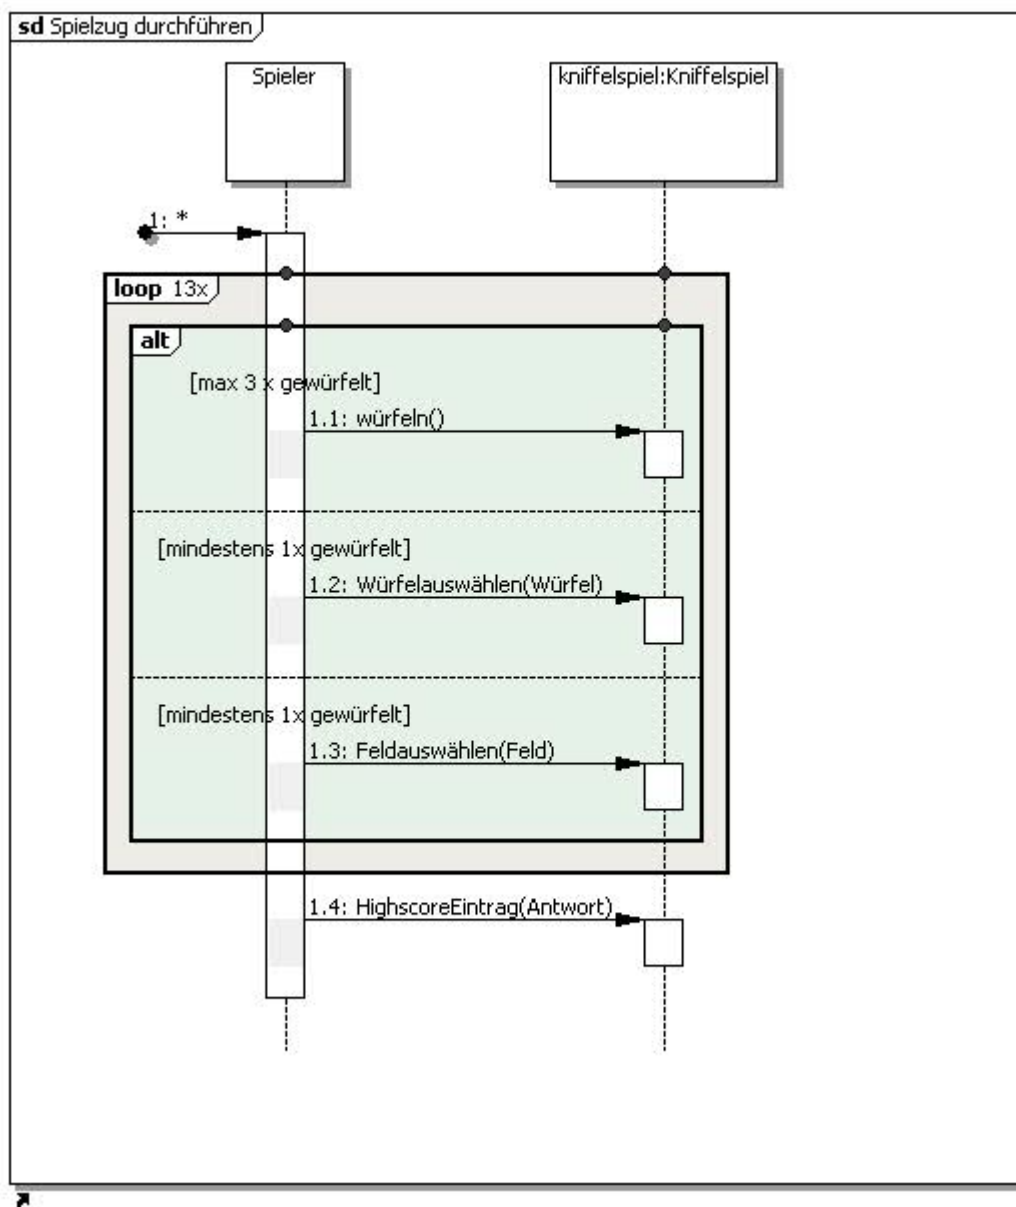 sd Spielzug durchführen
Spieler
kniffelspiel:Kniffelspiel
1: *
loop 13x
alt
[max 3 x gewürfelt]
1.1: würfeln()
[mindestens 1x gewürfelt]
1.2: Würfelauswählen(Würfel)
[mindestens 1x gewürfelt]
1.3: Feldauswählen(Feld)
1.4: HighscoreEintrag(Antwort)